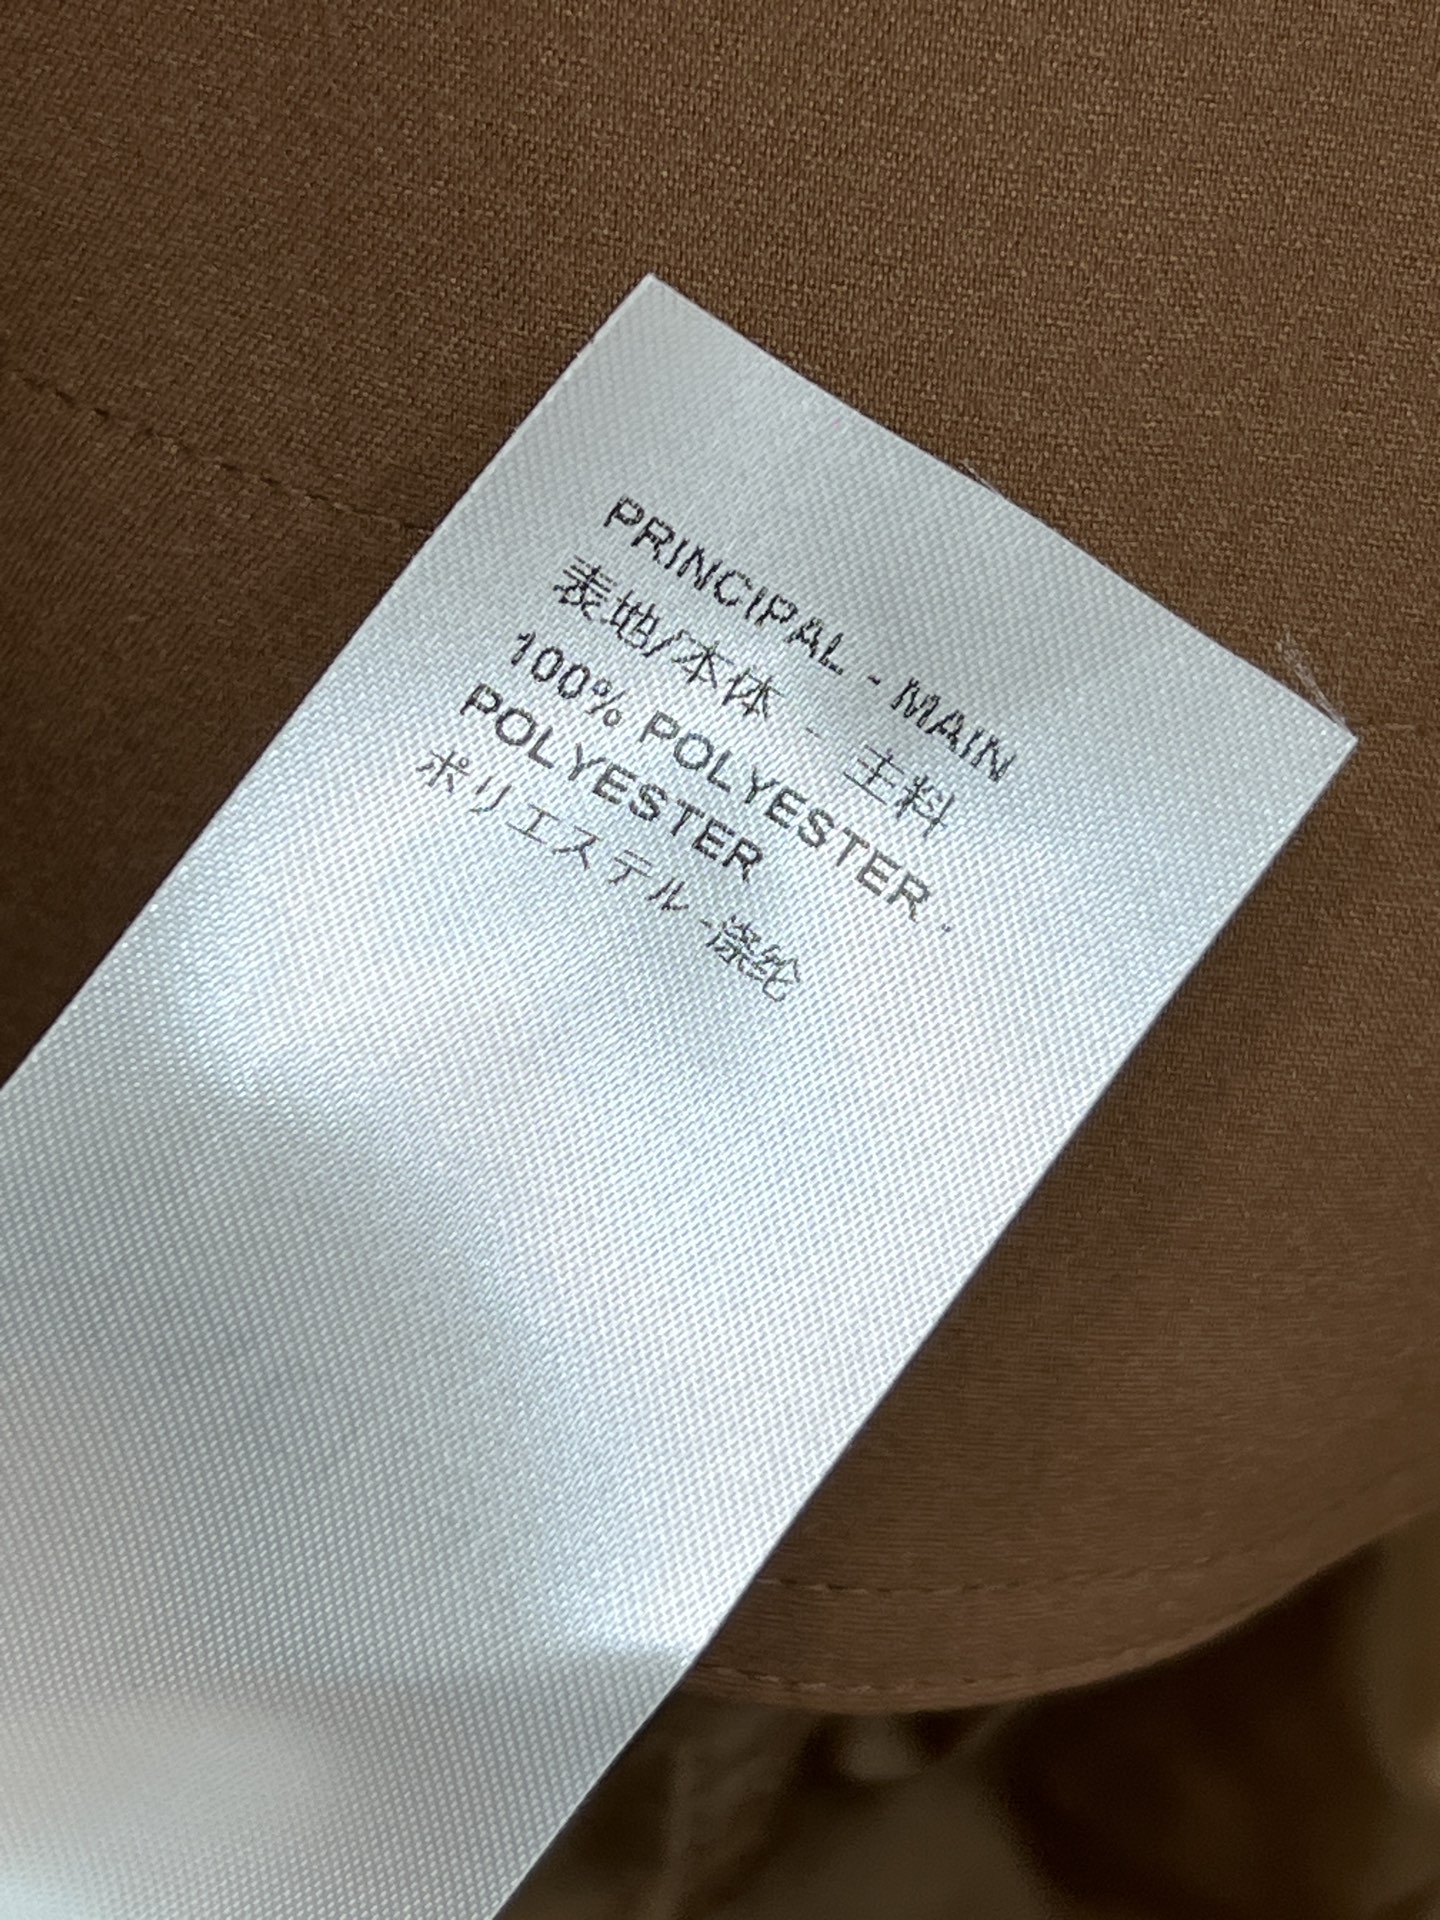 PRINCIPAL - MAIN
表地/本体 - 主料
100% POLYESTER -
POLYESTER
ポリエステル -涤纶